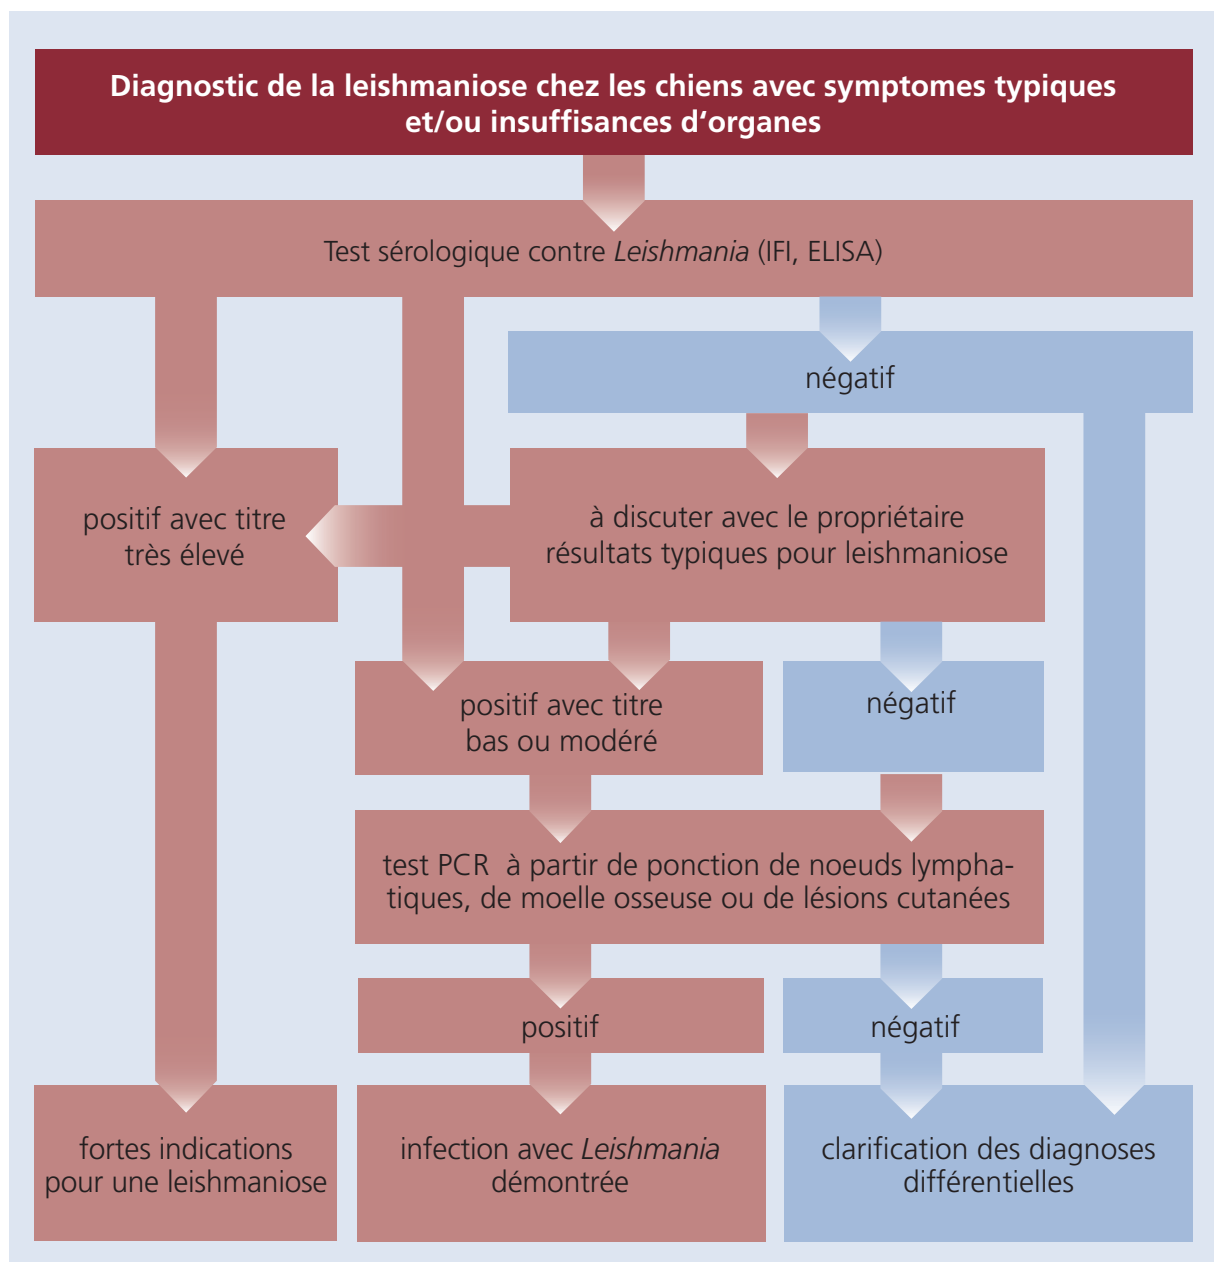 Diagnostic de la leishmaniose chez les chiens avec symptomes typiques
et/ou insuffisances d‘organes
Test sérologique contre Leishmania (IFI, ELISA)
négatif
positif avec titre
très élevé
à discuter avec le propriétaire
résultats typiques pour leishmaniose
positif avec titre
bas ou modéré
négatif
test PCR à partir de ponction de noeuds lympha-
tiques, de moelle osseuse ou de lésions cutanées
positif
négatif
fortes indications
pour une leishmaniose
infection avec Leishmania
démontrée
clarification des diagnoses
différentielles